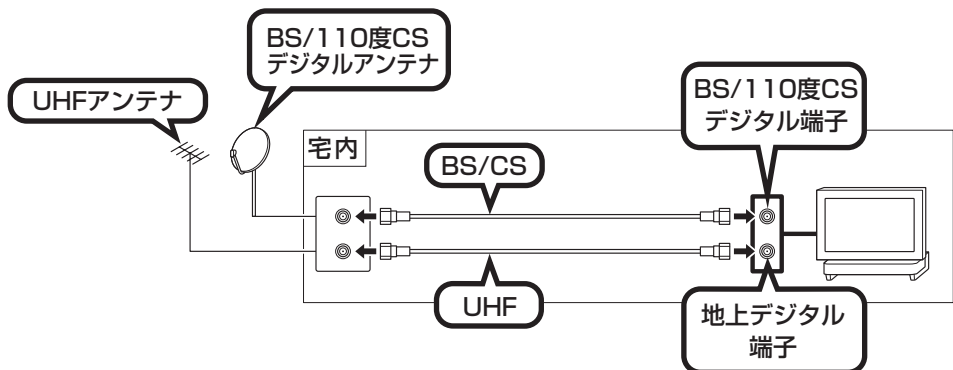 BS/110度CS
デジタルアンテナ
UHFアンテナ
BS/110度CS
デジタル端子
宅内
BS/CS
UHF
地上デジタル
端子